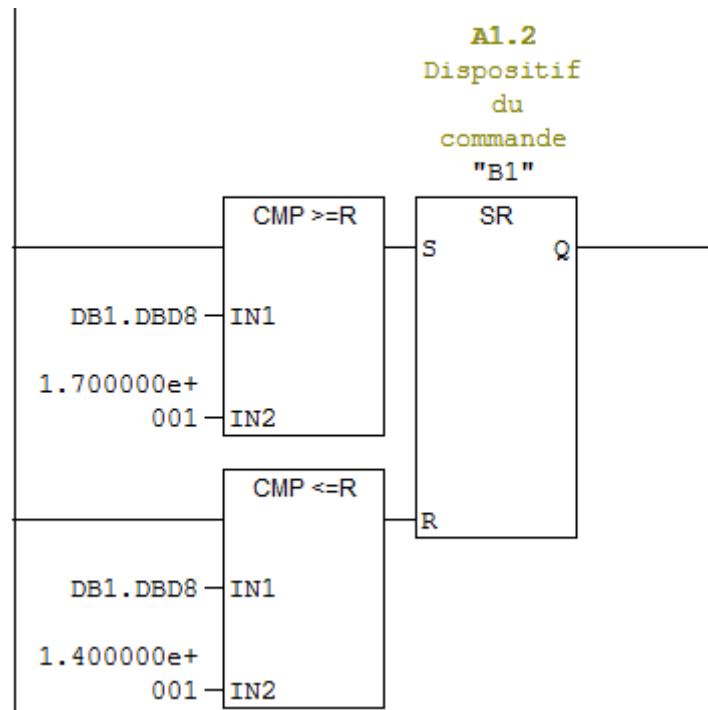 A1.2
Dispositif
du
commande
"B1"
CMP >=R
SR
S
Q
DB1.DBD8
IN1
1.700000e+
001
IN2
CMP <=R
R
DB1.DBD8
IN1
1.400000e+
001
IN2